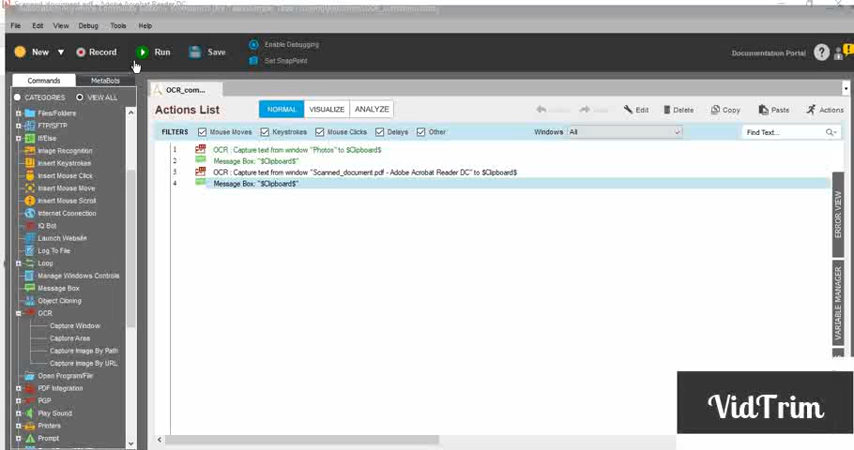 Scanned_document.pdf - Adobe Acrobat Reader DC
File Edit View Debug Tools Help
New Record Run Save
Enable Debugging
Set SnapPoint
Documentation Portal
Commands MetaBots
CATEGORIES VIEW ALL
OCR_com...
Actions List
NORMAL VISUALIZE ANALYZE
Edit Delete Copy Paste Actions
FILTERS Mouse Moves Keystrokes Mouse Clicks Delays Other Windows All Find Text...
1 OCR : Capture text from window "Photos" to $Clipboard$
2 Message Box: "$Clipboard$"
3 OCR : Capture text from window "Scanned_document.pdf - Adobe Acrobat Reader DC" to $Clipboard$
4 Message Box: "$Clipboard$"
Files/Folders
FTP/SFTP
If/Else
Image Recognition
Insert Keystrokes
Insert Mouse Click
Insert Mouse Move
Insert Mouse Scroll
Internet Connection
IQ Bot
Launch Website
Log To File
Loop
Manage Windows Controls
Message Box
Object Cloning
OCR
Capture Window
Capture Area
Capture Image By Path
Capture Image By URL
Open Program/File
PDF Integration
PGP
Play Sound
Printers
Prompt
ERROR VIEW
VARIABLE MANAGER
VidTrim